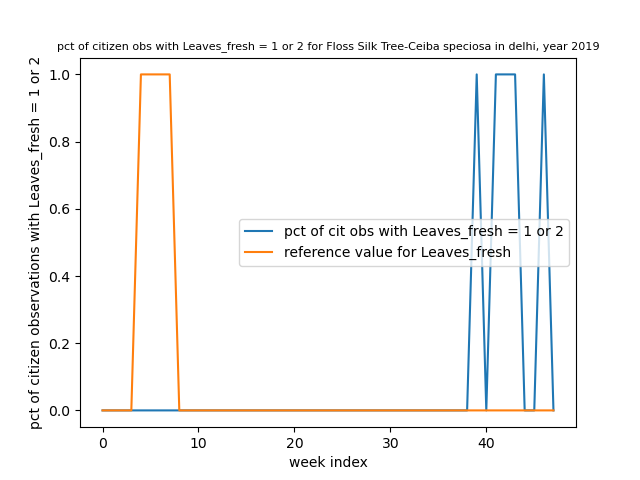 pct of citizen obs with Leaves_fresh = 1 or 2 for Floss Silk Tree-Ceiba speciosa in delhi, year 2019
pct of citizen observations with Leaves_fresh = 1 or 2
1.0
0.8
0.6
0.4
0.2
0.0
pct of cit obs with Leaves_fresh = 1 or 2
reference value for Leaves_fresh
0
10
20
30
40
week index